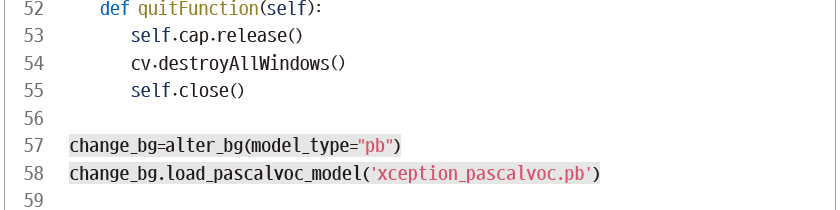 52 def quitFunction(self):
53 self.cap.release()
54 cv.destroyAllWindows()
55 self.close()
56
57 change_bg=alter_bg(model_type="pb")
58 change_bg.load_pascalvoc_model('xception_pascalvoc.pb')
59